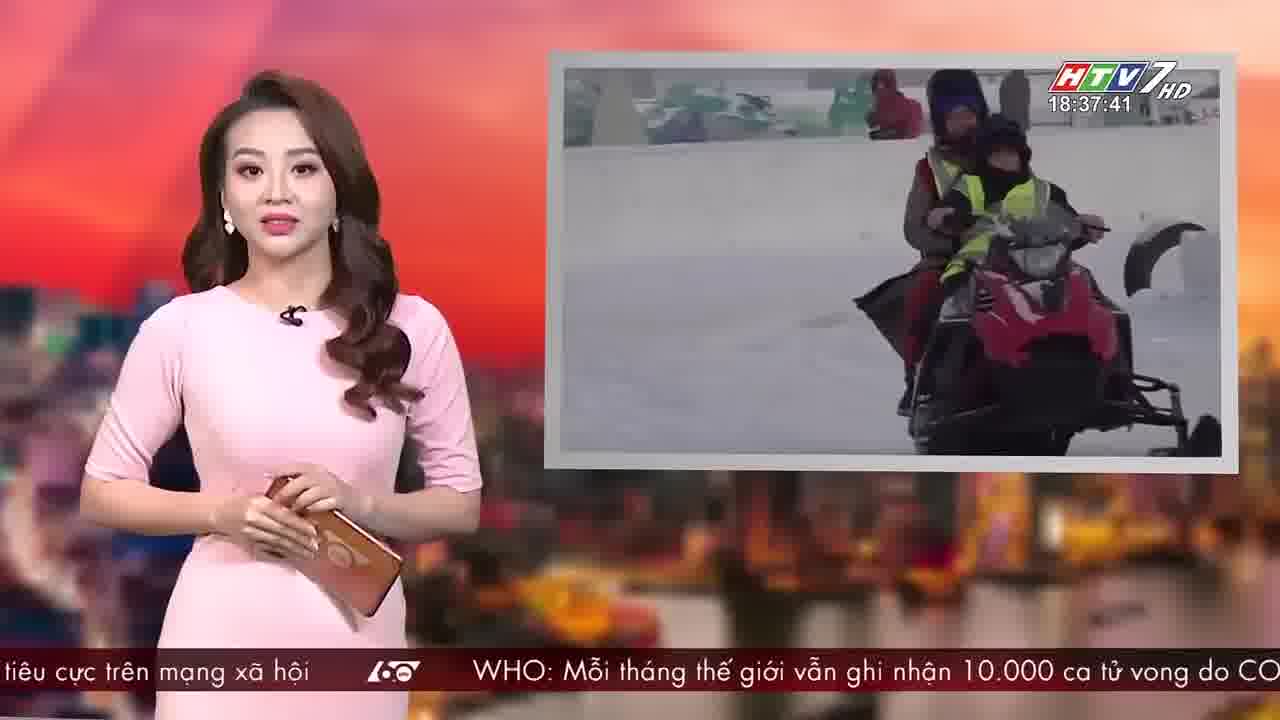 HTV7 HD
18:37:41
tiêu cực trên mạng xã hội 60 WHO: Mỗi tháng thế giới vẫn ghi nhận 10.000 ca tử vong do CO